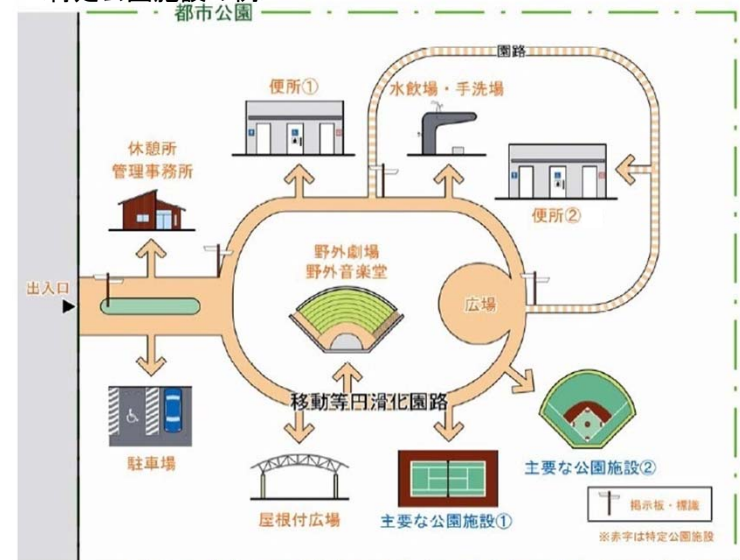 都市公園
園路
便所①
水飲場・手洗場
休憩所
管理事務所
便所②
野外劇場
野外音楽堂
出入口
広場
移動等円滑化園路
駐車場
屋根付広場
主要な公園施設①
主要な公園施設②
掲示板・標識
※赤字は特定公園施設